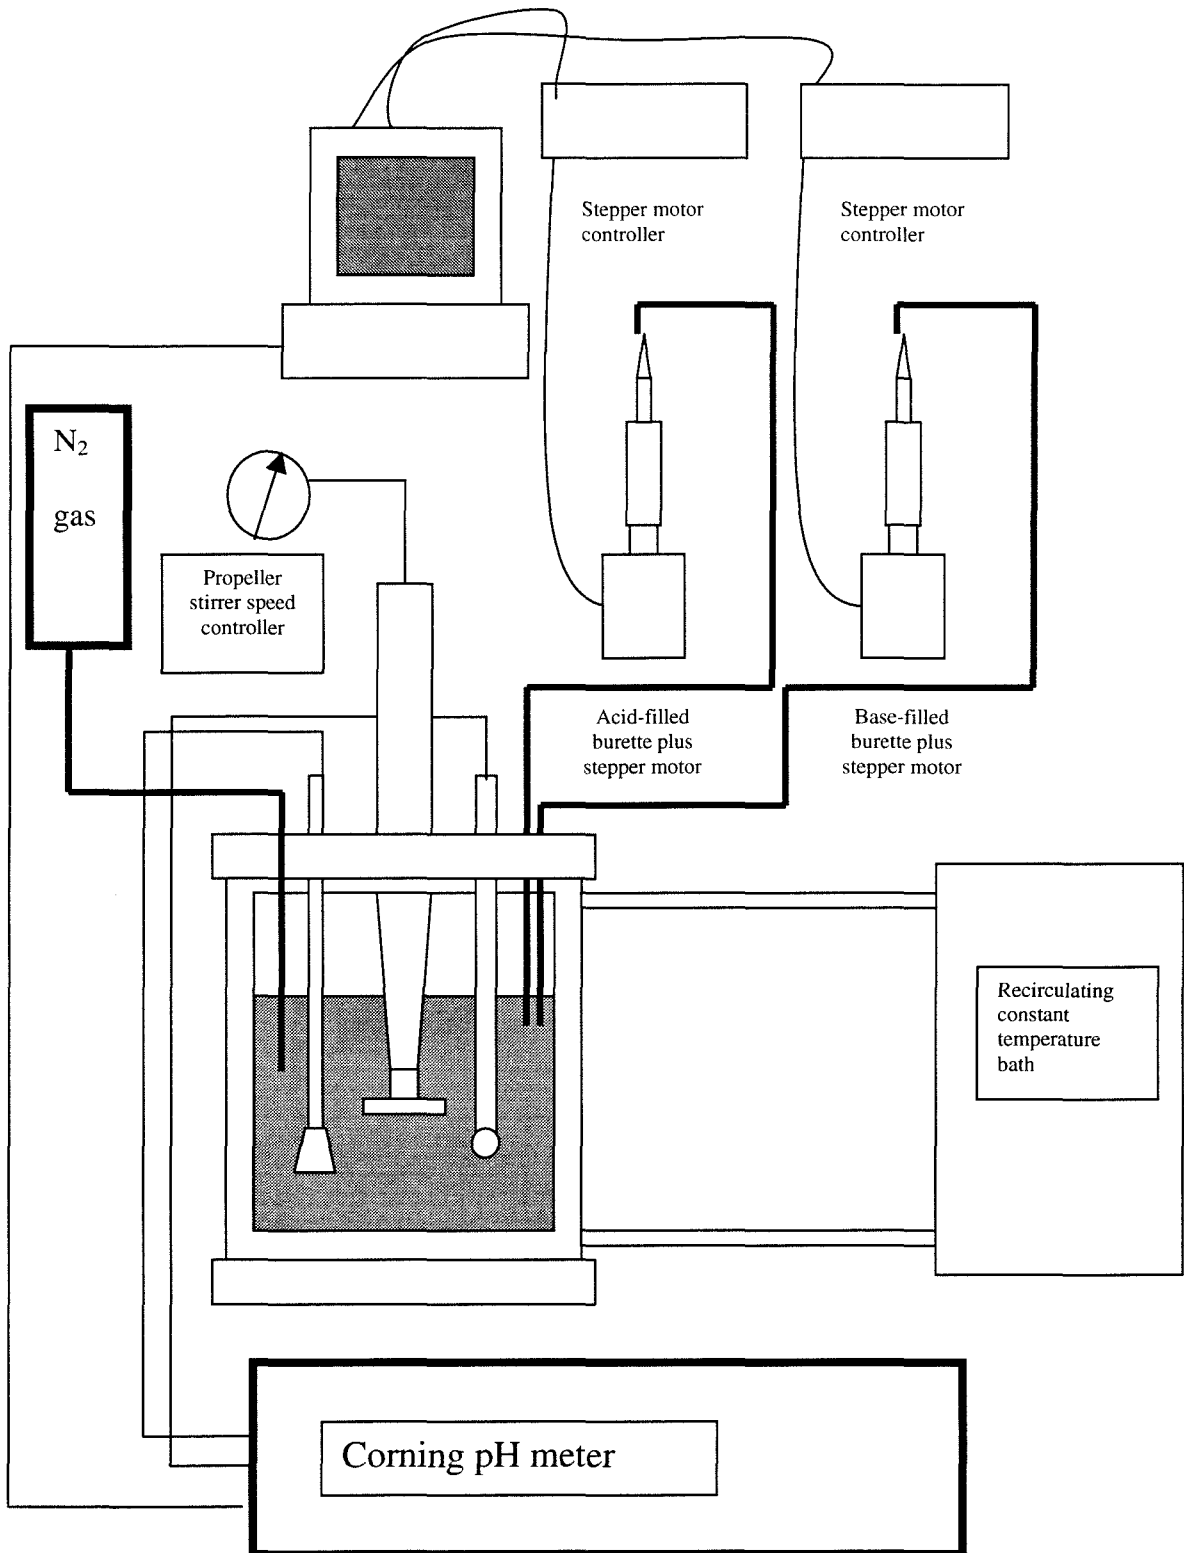 Stepper motor
controller
Stepper motor
controller
N₂
gas
Propeller
stirrer speed
controller
Acid-filled
burette plus
stepper motor
Base-filled
burette plus
stepper motor
Recirculating
constant
temperature
bath
Corning pH meter